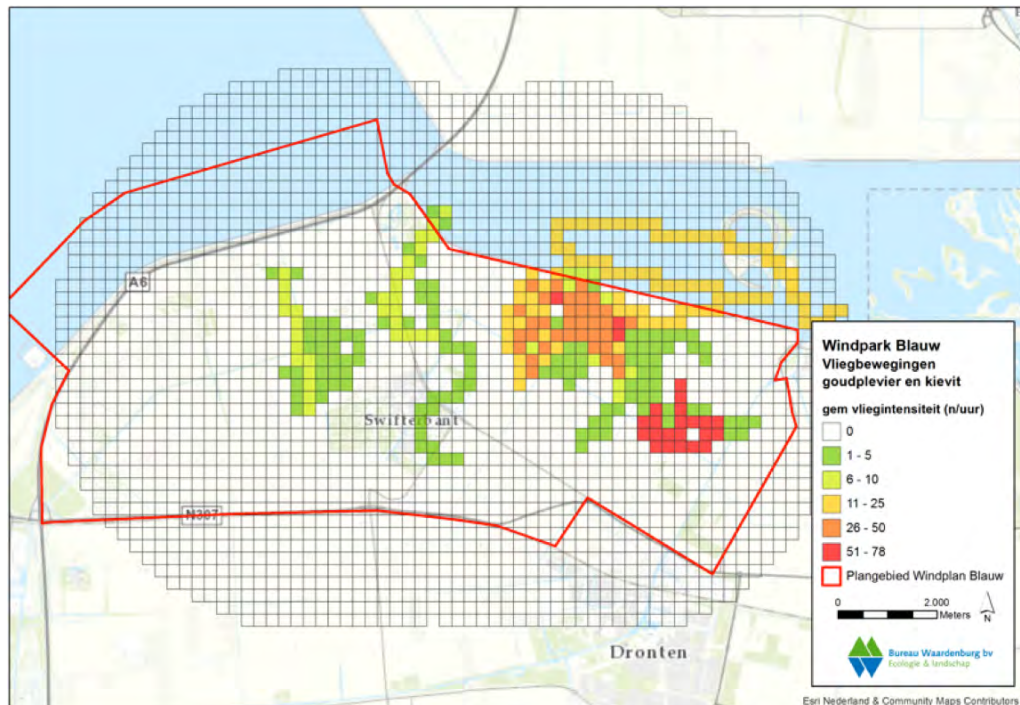 A6
Swifterbant
N307
Dronten
Windpark Blauw
Vliegbewegingen
goudplevier en kievit
gem vliegintensiteit (n/uur)
0
1 - 5
6 - 10
11 - 25
26 - 50
51 - 78
Plangebied Windplan Blauw
0 2.000
Meters
N
Bureau Waardenburg bv
Ecologie & landschap
Esri Nederland & Community Maps Contributors